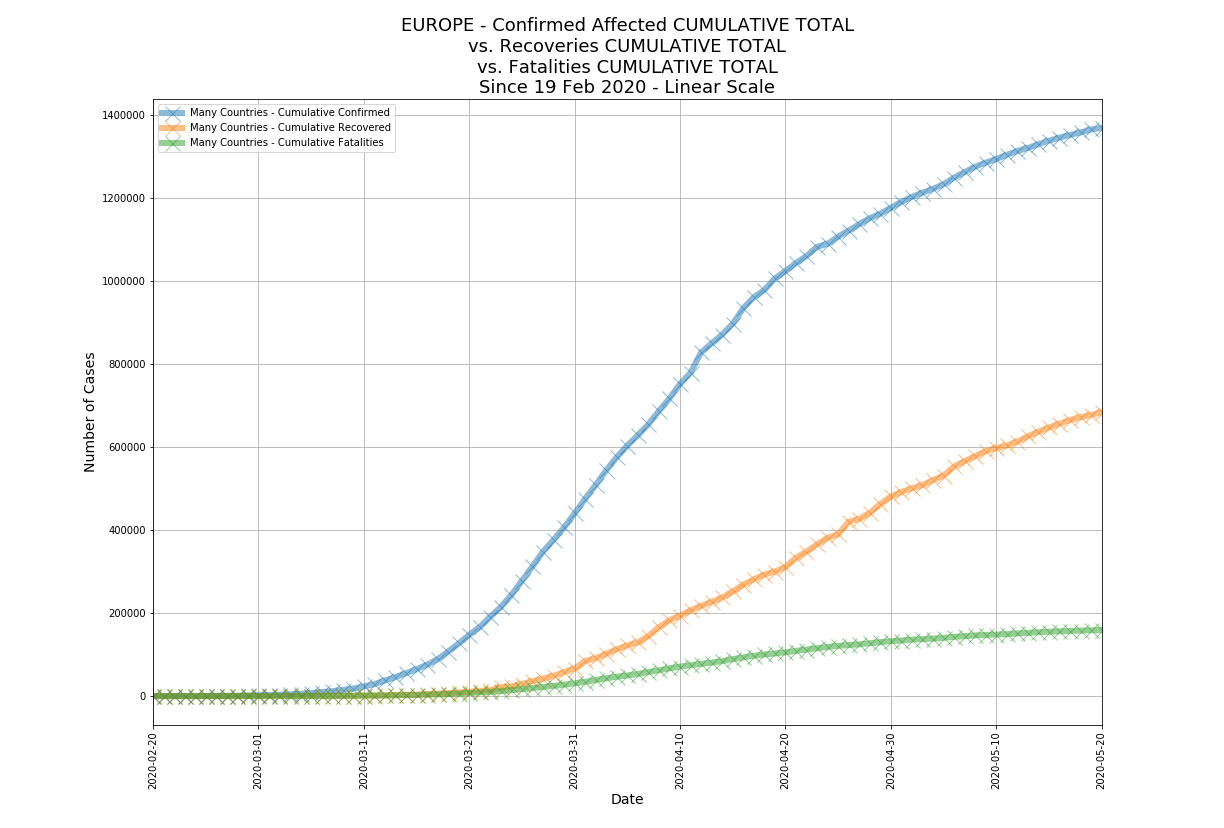 EUROPE - Confirmed Affected CUMULATIVE TOTAL
vs. Recoveries CUMULATIVE TOTAL
vs. Fatalities CUMULATIVE TOTAL
Since 19 Feb 2020 - Linear Scale
Many Countries - Cumulative Confirmed
Many Countries - Cumulative Recovered
Many Countries - Cumulative Fatalities
1400000
1200000
1000000
800000
600000
400000
200000
0
Number of Cases
2020-02-20
2020-03-01
2020-03-11
2020-03-21
2020-03-31
2020-04-10
2020-04-20
2020-04-30
2020-05-10
2020-05-20
Date